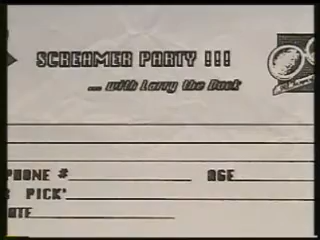 SCREAMER PARTY !!!
... with Larry the Duck
PHONE # AGE
PICK'